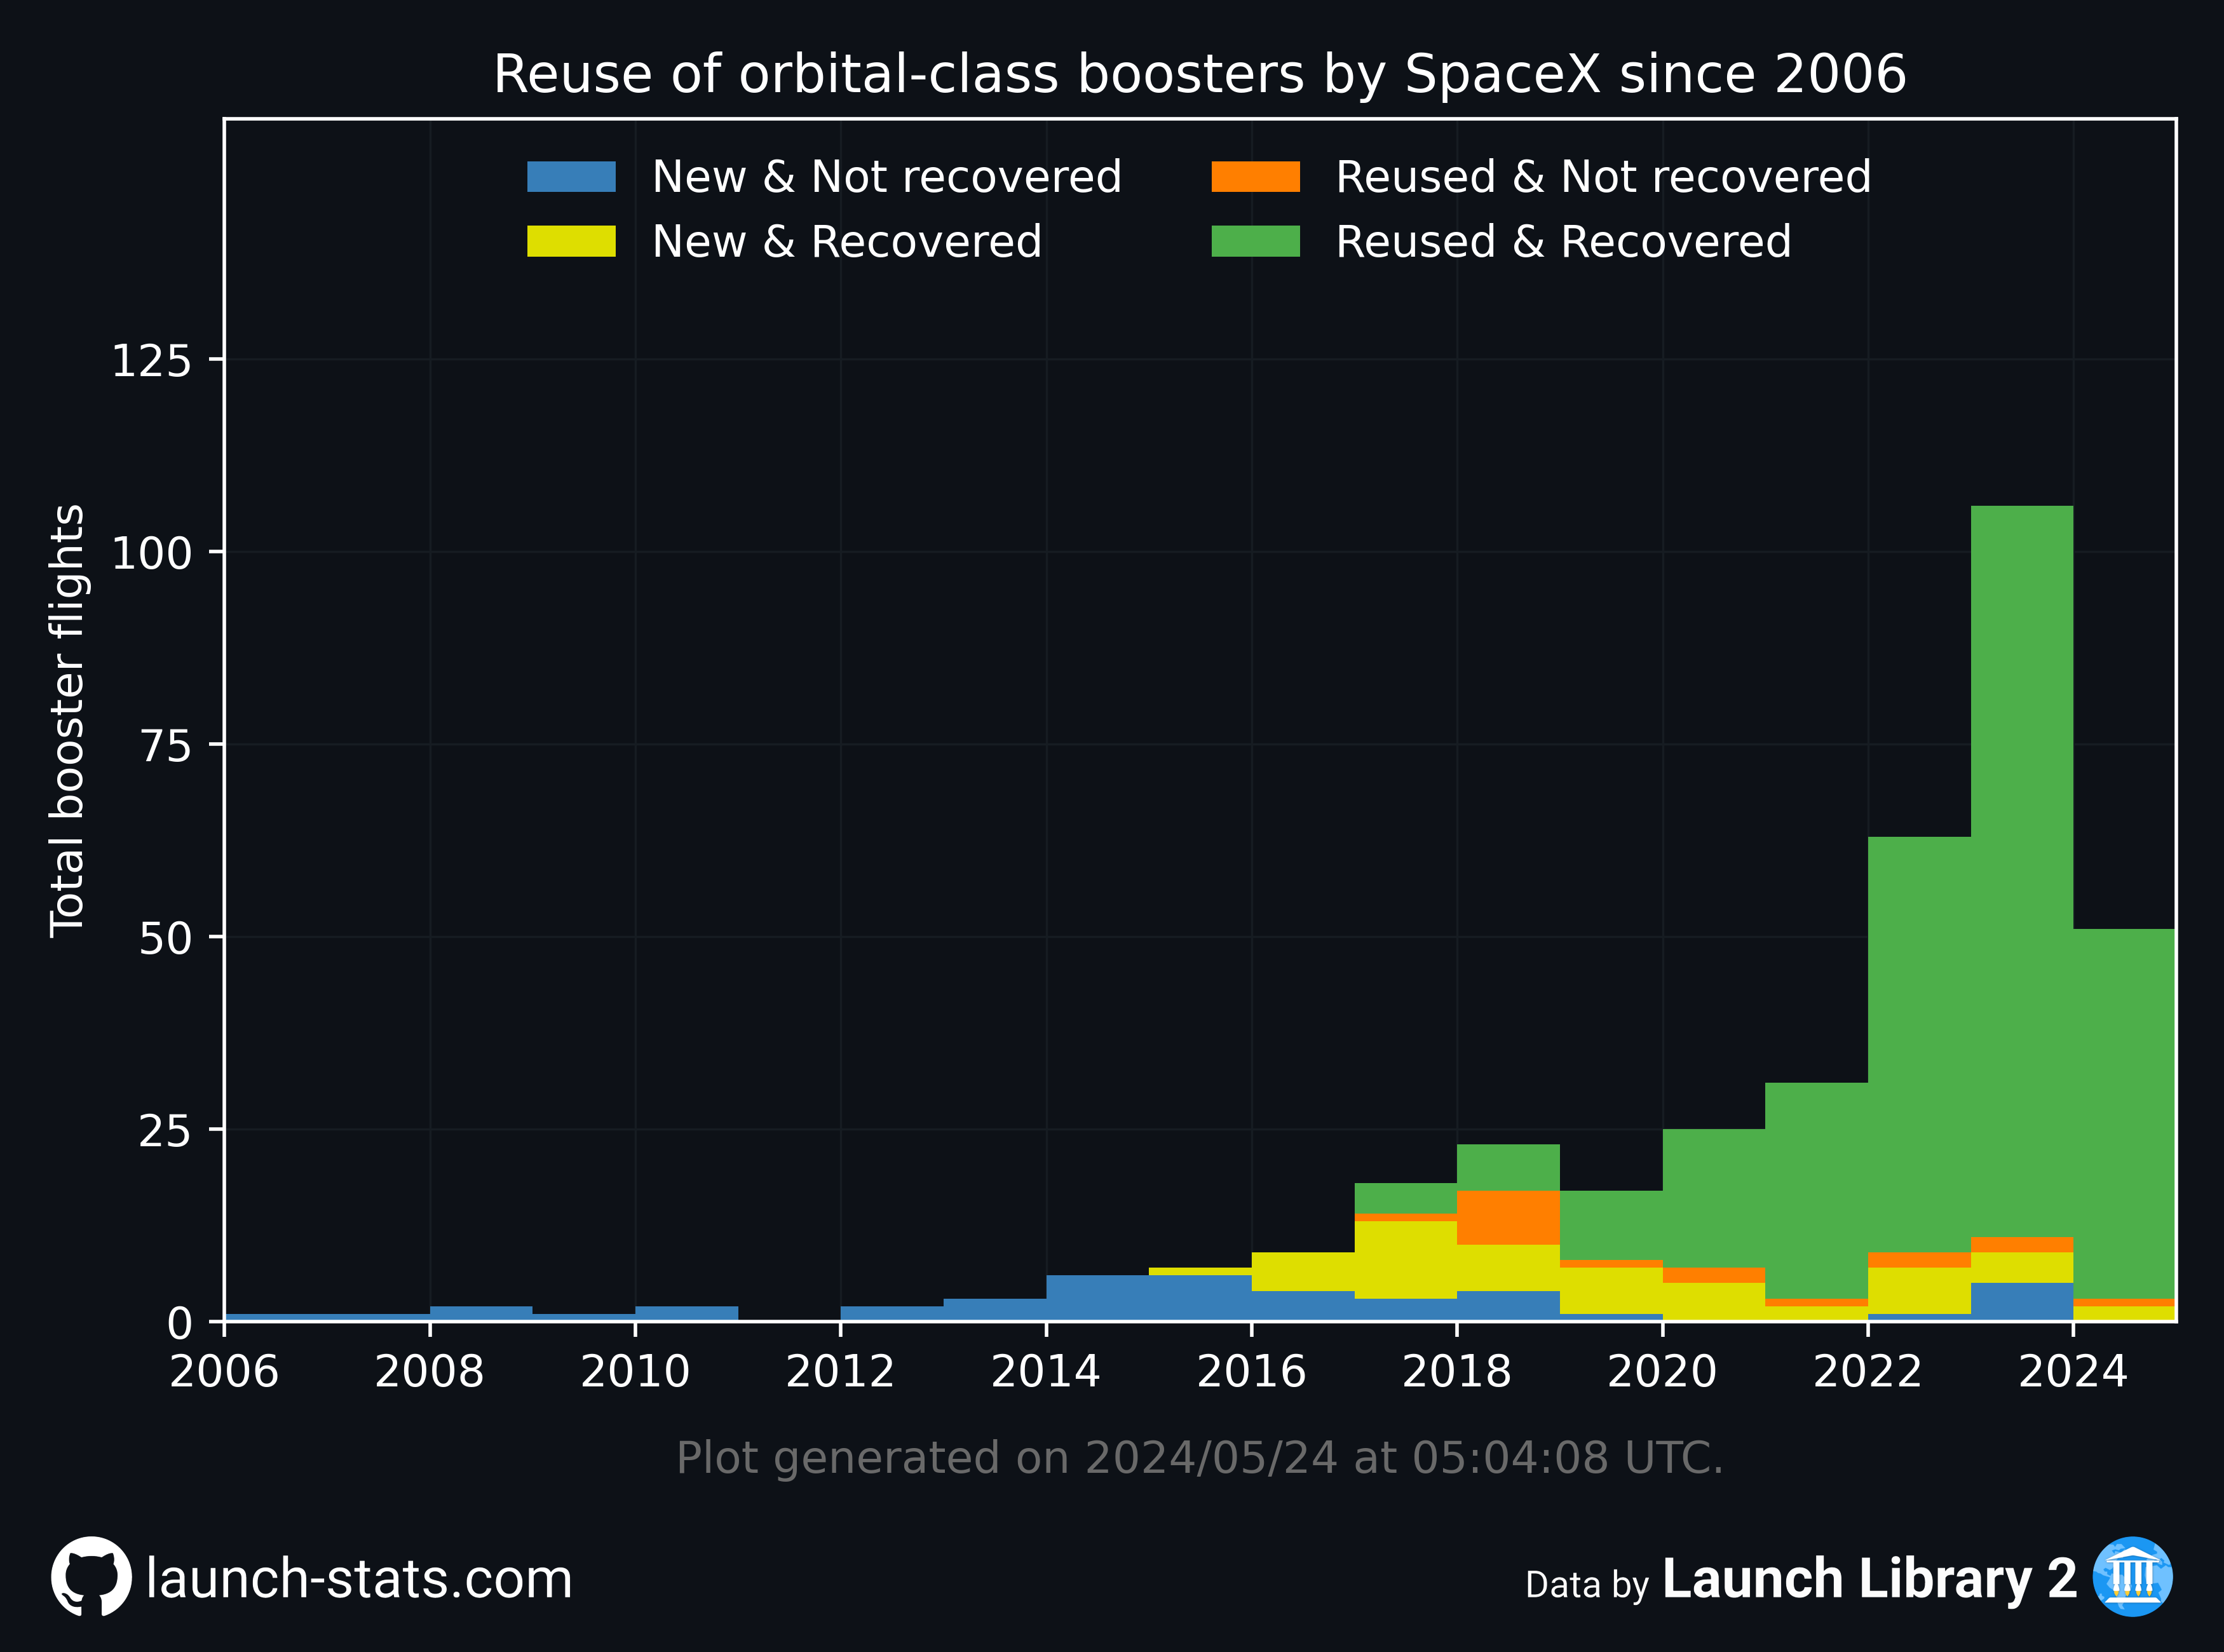 Reuse of orbital-class boosters by SpaceX since 2006
New & Not recovered
New & Recovered
Reused & Not recovered
Reused & Recovered
Total booster flights
125
100
75
50
25
0
2006 2008 2010 2012 2014 2016 2018 2020 2022 2024
Plot generated on 2024/05/24 at 05:04:08 UTC.
launch-stats.com
Data by Launch Library 2